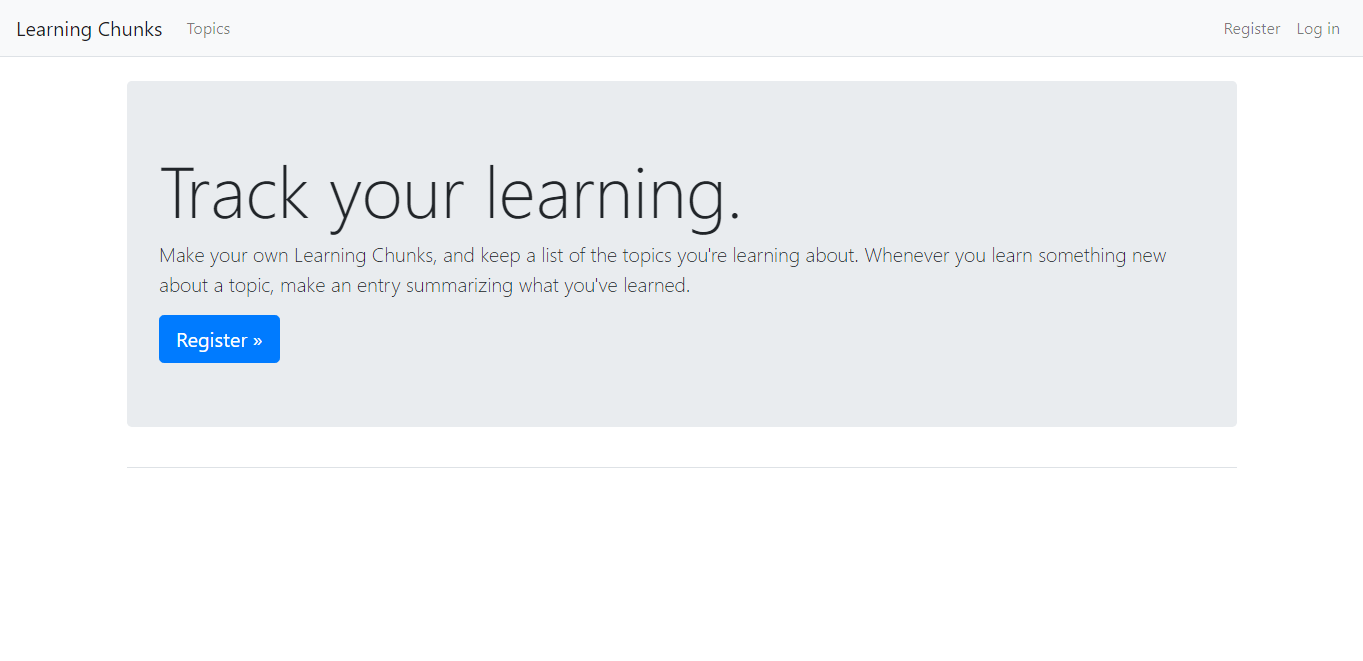 Learning Chunks Topics Register Log in
Track your learning.
Make your own Learning Chunks, and keep a list of the topics you're learning about. Whenever you learn something new
about a topic, make an entry summarizing what you've learned.
Register »